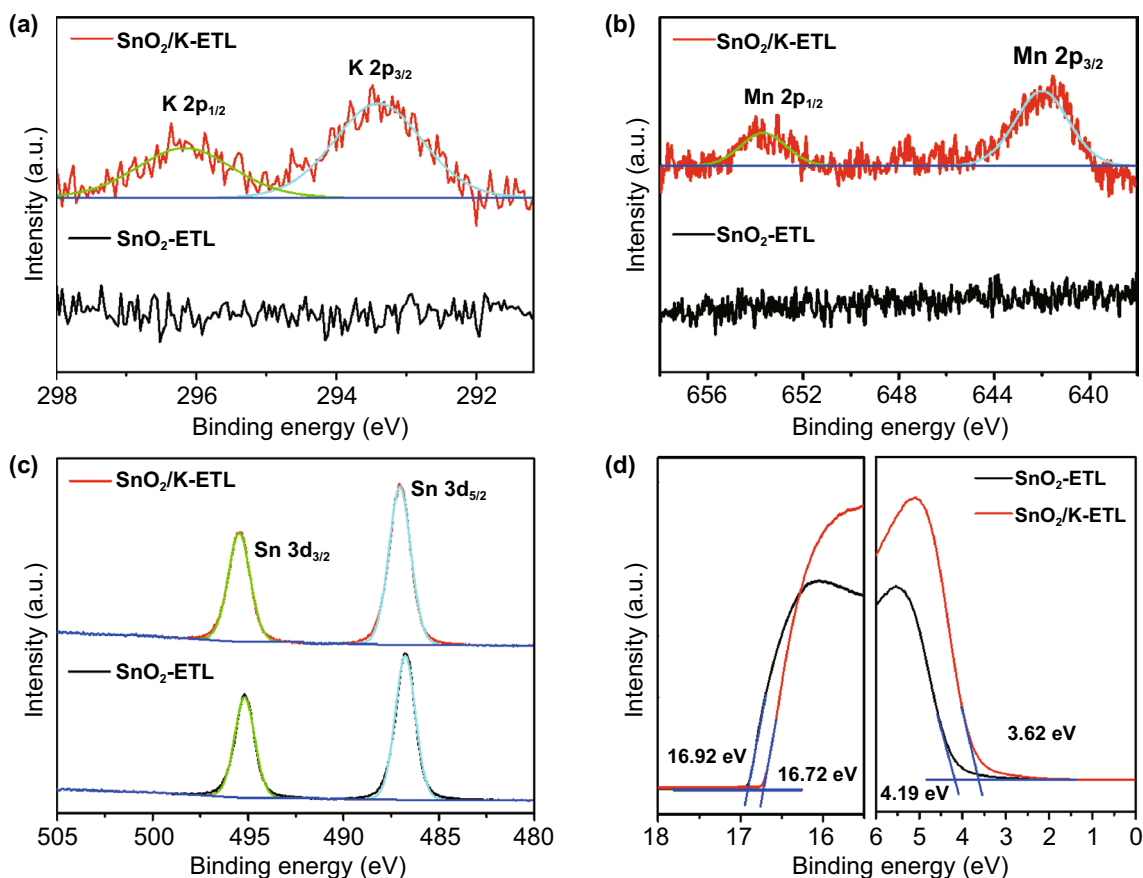 (a)
SnO₂/K-ETL
K 2p₁/₂
K 2p₃/₂
SnO₂-ETL
Intensity (a.u.)
298 296 294 292
Binding energy (eV)
(b)
SnO₂/K-ETL
Mn 2p₁/₂
Mn 2p₃/₂
SnO₂-ETL
Intensity (a.u.)
656 652 648 644 640
Binding energy (eV)
(c)
SnO₂/K-ETL
Sn 3d₃/₂
Sn 3d₅/₂
SnO₂-ETL
Intensity (a.u.)
505 500 495 490 485 480
Binding energy (eV)
(d)
SnO₂-ETL
SnO₂/K-ETL
16.92 eV
16.72 eV
3.62 eV
4.19 eV
Intensity (a.u.)
18 17 16 6 5 4 3 2 1 0
Binding energy (eV)